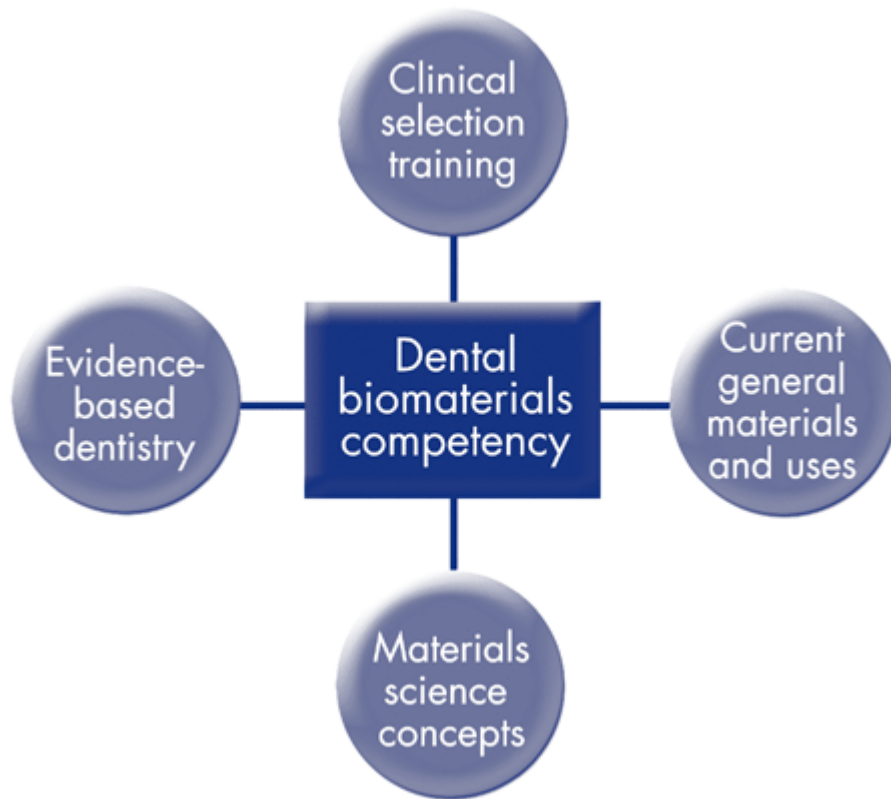 Clinical
selection
training
Evidence-
based
dentistry
Dental
biomaterials
competency
Current
general
materials
and uses
Materials
science
concepts